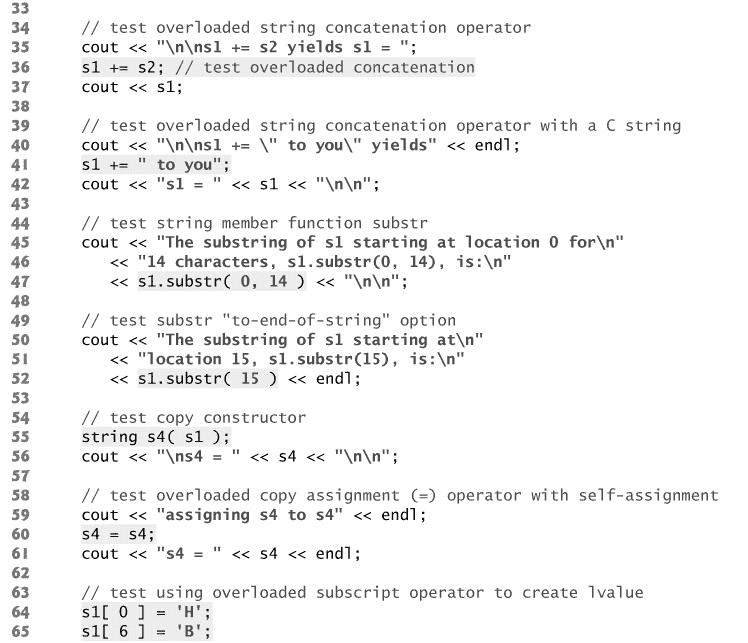 33
34 // test overloaded string concatenation operator
35 cout << "\n\ns1 += s2 yields s1 = ";
36 s1 += s2; // test overloaded concatenation
37 cout << s1;
38
39 // test overloaded string concatenation operator with a C string
40 cout << "\n\ns1 += \" to you\" yields" << endl;
41 s1 += " to you";
42 cout << "s1 = " << s1 << "\n\n";
43
44 // test string member function substr
45 cout << "The substring of s1 starting at location 0 for\n"
46 << "14 characters, s1.substr(0, 14), is:\n"
47 << s1.substr( 0, 14 ) << "\n\n";
48
49 // test substr "to-end-of-string" option
50 cout << "The substring of s1 starting at\n"
51 << "location 15, s1.substr(15), is:\n"
52 << s1.substr( 15 ) << endl;
53
54 // test copy constructor
55 string s4( s1 );
56 cout << "\ns4 = " << s4 << "\n\n";
57
58 // test overloaded copy assignment (=) operator with self-assignment
59 cout << "assigning s4 to s4" << endl;
60 s4 = s4;
61 cout << "s4 = " << s4 << endl;
62
63 // test using overloaded subscript operator to create lvalue
64 s1[ 0 ] = 'H';
65 s1[ 6 ] = 'B';